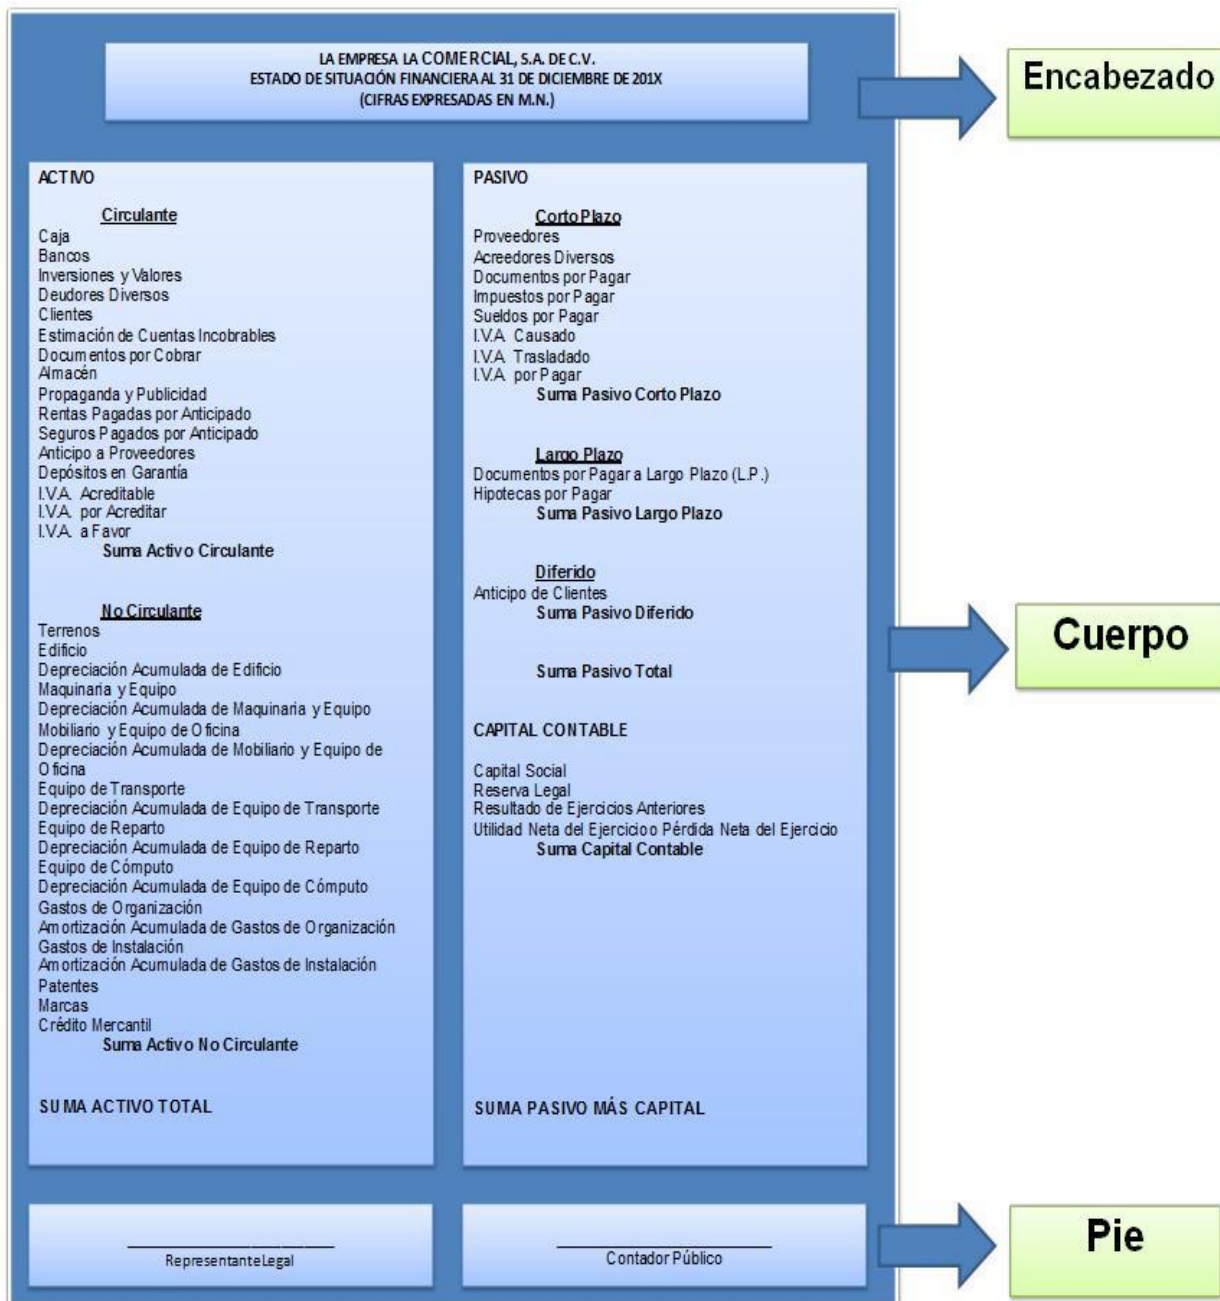 LA EMPRESA LA COMERCIAL, S.A. DE C.V.
ESTADO DE SITUACIÓN FINANCIERA AL 31 DE DICIEMBRE DE 201X
(CIFRAS EXPRESADAS EN M.N.)
Encabezado
ACTIVO
Circulante
Caja
Bancos
Inversiones y Valores
Deudores Diversos
Clientes
Estimación de Cuentas Incobrables
Documentos por Cobrar
Almacén
Propaganda y Publicidad
Rentas Pagadas por Anticipado
Seguros Pagados por Anticipado
Anticipo a Proveedores
Depósitos en Garantía
I.V.A. Acreditable
I.V.A. por Acreditar
I.V.A. a Favor
Suma Activo Circulante
No Circulante
Terrenos
Edificio
Depreciación Acumulada de Edificio
Maquinaria y Equipo
Depreciación Acumulada de Maquinaria y Equipo
Mobiliario y Equipo de Oficina
Depreciación Acumulada de Mobiliario y Equipo de
Oficina
Equipo de Transporte
Depreciación Acumulada de Equipo de Transporte
Equipo de Reparto
Depreciación Acumulada de Equipo de Reparto
Equipo de Cómputo
Depreciación Acumulada de Equipo de Cómputo
Gastos de Organización
Amortización Acumulada de Gastos de Organización
Gastos de Instalación
Amortización Acumulada de Gastos de Instalación
Patentes
Marcas
Crédito Mercantil
Suma Activo No Circulante
SUMA ACTIVO TOTAL
PASIVO
Corto Plazo
Proveedores
Acreedores Diversos
Documentos por Pagar
Impuestos por Pagar
Sueldos por Pagar
I.V.A Causado
I.V.A Trasladado
I.V.A por Pagar
Suma Pasivo Corto Plazo
Largo Plazo
Documentos por Pagar a Largo Plazo (L.P.)
Hipotecas por Pagar
Suma Pasivo Largo Plazo
Diferido
Anticipo de Clientes
Suma Pasivo Diferido
Suma Pasivo Total
CAPITAL CONTABLE
Capital Social
Reserva Legal
Resultado de Ejercicios Anteriores
Utilidad Neta del Ejercicio o Pérdida Neta del Ejercicio
Suma Capital Contable
SUMA PASIVO MÁS CAPITAL
Cuerpo
Representante Legal
Contador Público
Pie